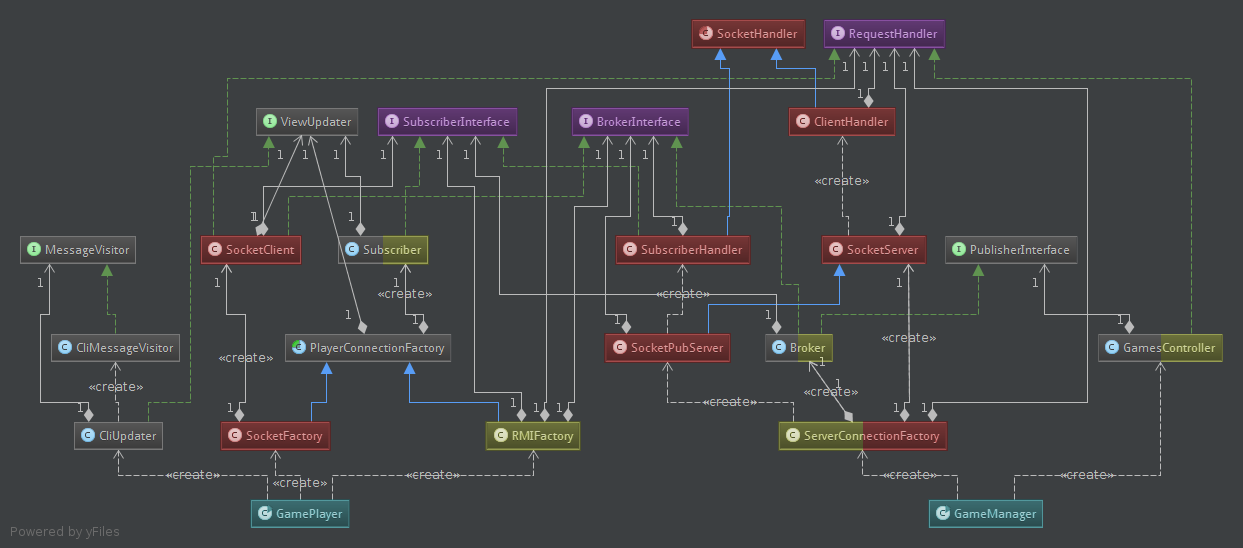 SocketHandler
RequestHandler
1
1
1
1
1
ViewUpdater
SubscriberInterface
BrokerInterface
ClientHandler
1
1
1
1
1
1
1
1
1
«create»
1
1
1
1
MessageVisitor
SocketClient
Subscriber
SubscriberHandler
SocketServer
PublisherInterface
1
1
1
«create»
«create»
1
1
1
1
1
1
1
1
«create»
CliMessageVisitor
PlayerConnectionFactory
SocketPubServer
Broker
GamesController
«create»
1
«create»
1
«create»
1
1
1
1
1
«create»
1
1
CliUpdater
SocketFactory
RMIFactory
ServerConnectionFactory
«create»
«create»
«create»
«create»
«create»
GamePlayer
GameManager
Powered by yFiles